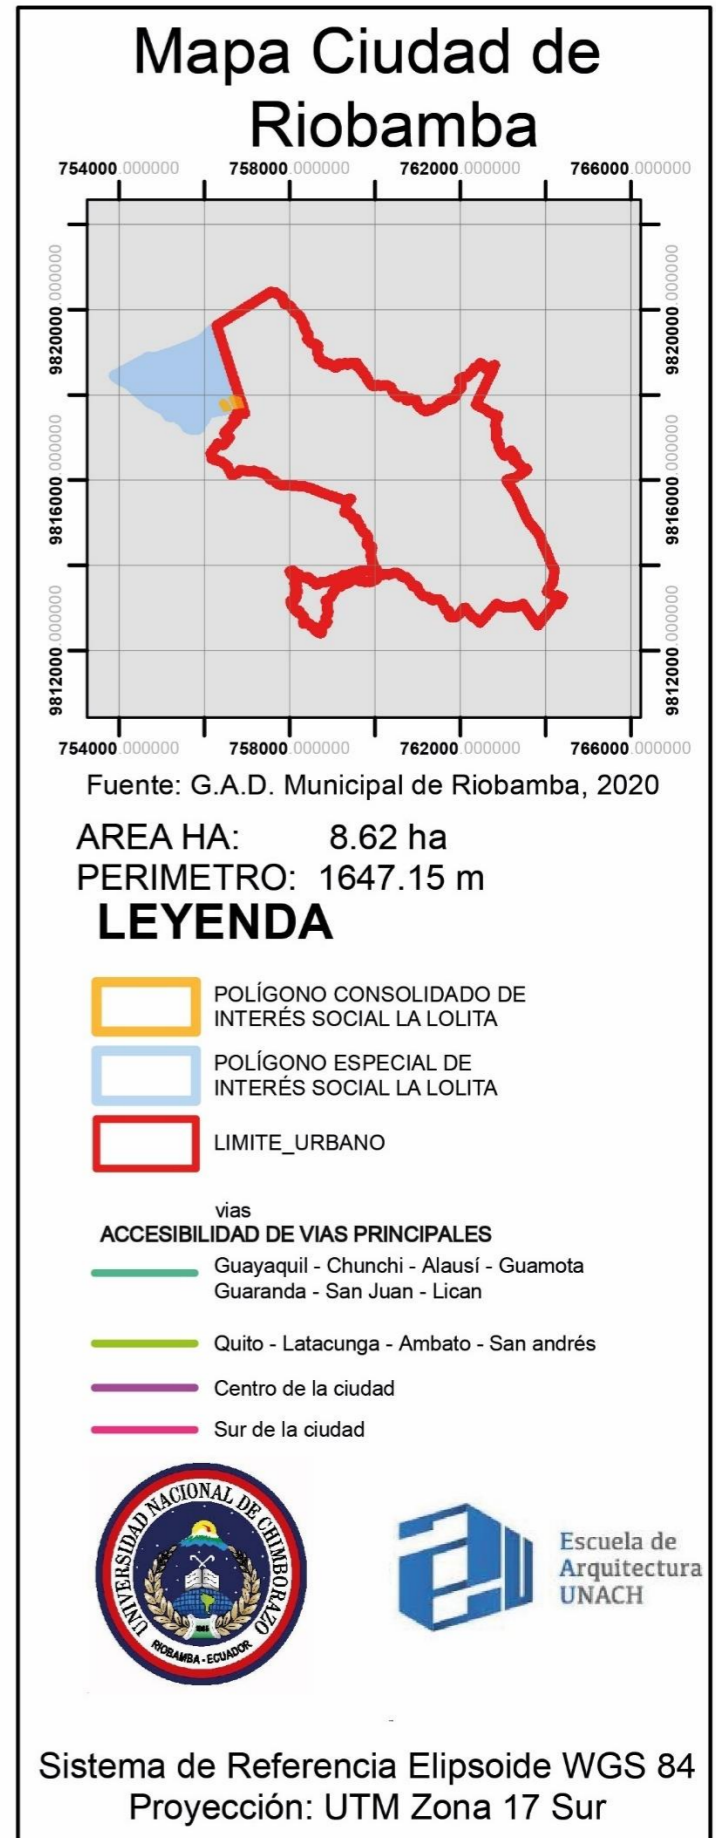 Mapa Ciudad de
Riobamba
754000.000000 758000.000000 762000.000000 766000.000000
9820000.000000 9820000.000000
9816000.000000 9816000.000000
9812000.000000 9812000.000000
754000.000000 758000.000000 762000.000000 766000.000000
Fuente: G.A.D. Municipal de Riobamba, 2020
AREA HA: 8.62 ha
PERIMETRO: 1647.15 m
LEYENDA
POLÍGONO CONSOLIDADO DE
INTERÉS SOCIAL LA LOLITA
POLÍGONO ESPECIAL DE
INTERÉS SOCIAL LA LOLITA
LIMITE_URBANO
vias
ACCESIBILIDAD DE VIAS PRINCIPALES
Guayaquil - Chunchi - Alausí - Guamota
Guaranda - San Juan - Lican
Quito - Latacunga - Ambato - San andrés
Centro de la ciudad
Sur de la ciudad
UNIVERSIDAD NACIONAL DE CHIMBORAZO
1995
RIOBAMBA - ECUADOR
Escuela de
Arquitectura
UNACH
Sistema de Referencia Elipsoide WGS 84
Proyección: UTM Zona 17 Sur